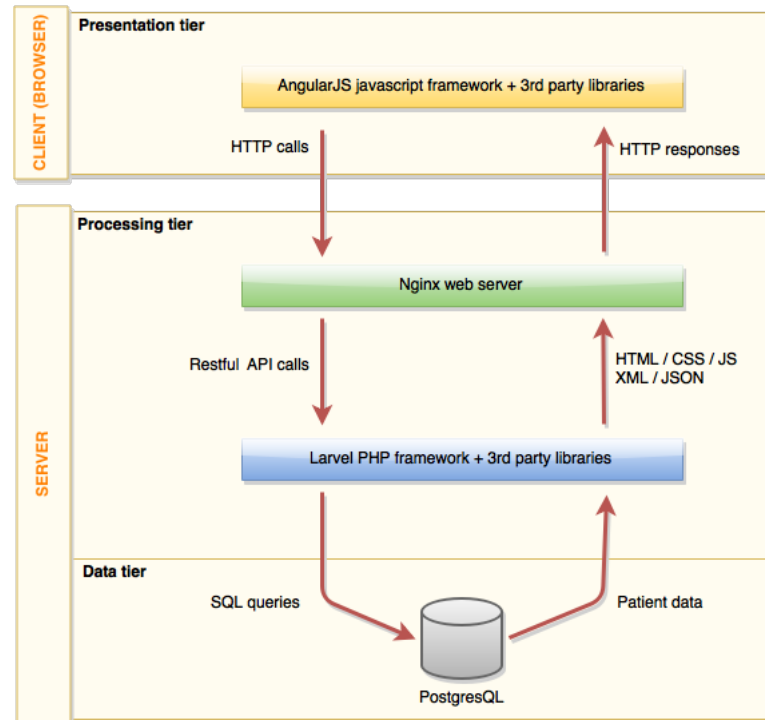 CLIENT (BROWSER)
Presentation tier
AngularJS javascript framework + 3rd party libraries
HTTP calls
HTTP responses
SERVER
Processing tier
Nginx web server
Restful API calls
HTML / CSS / JS
XML / JSON
Larvel PHP framework + 3rd party libraries
Data tier
SQL queries
Patient data
PostgresQL